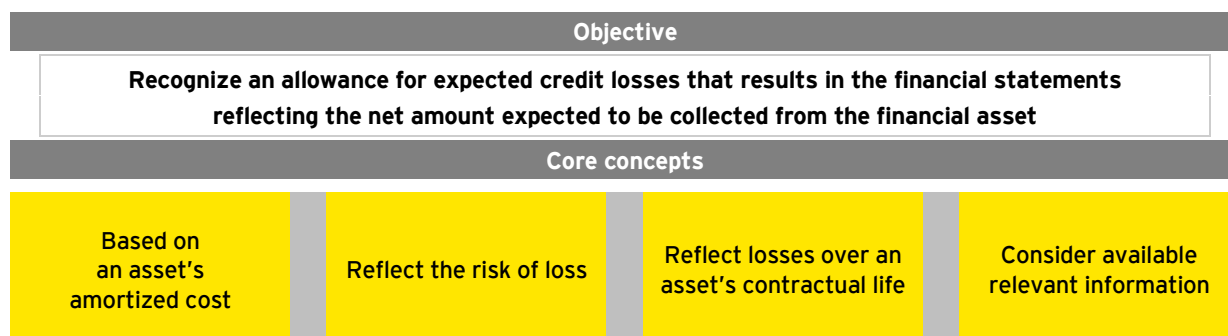 Objective
Recognize an allowance for expected credit losses that results in the financial statements
reflecting the net amount expected to be collected from the financial asset
Core concepts
Based on
an asset's
amortized cost
Reflect the risk of loss
Reflect losses over an
asset's contractual life
Consider available
relevant information